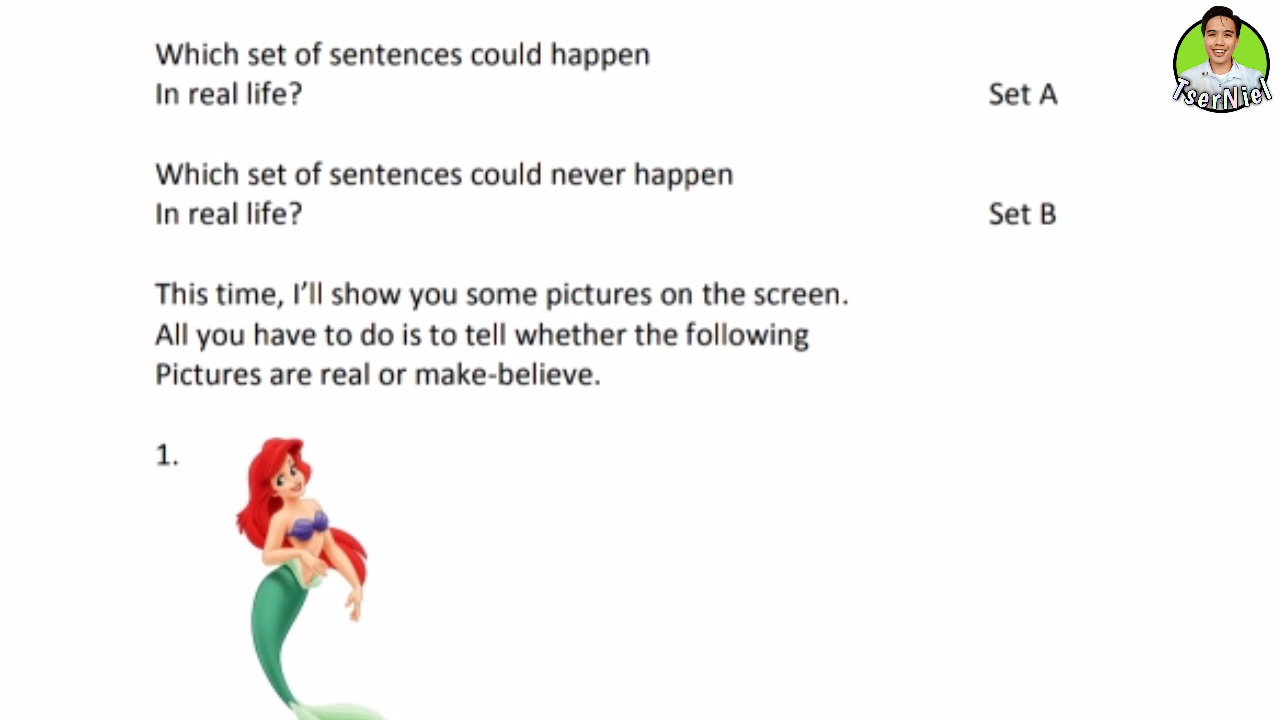 Which set of sentences could happen
In real life? Set A
Which set of sentences could never happen
In real life? Set B
This time, I'll show you some pictures on the screen.
All you have to do is to tell whether the following
Pictures are real or make-believe.
1.
TserNiel